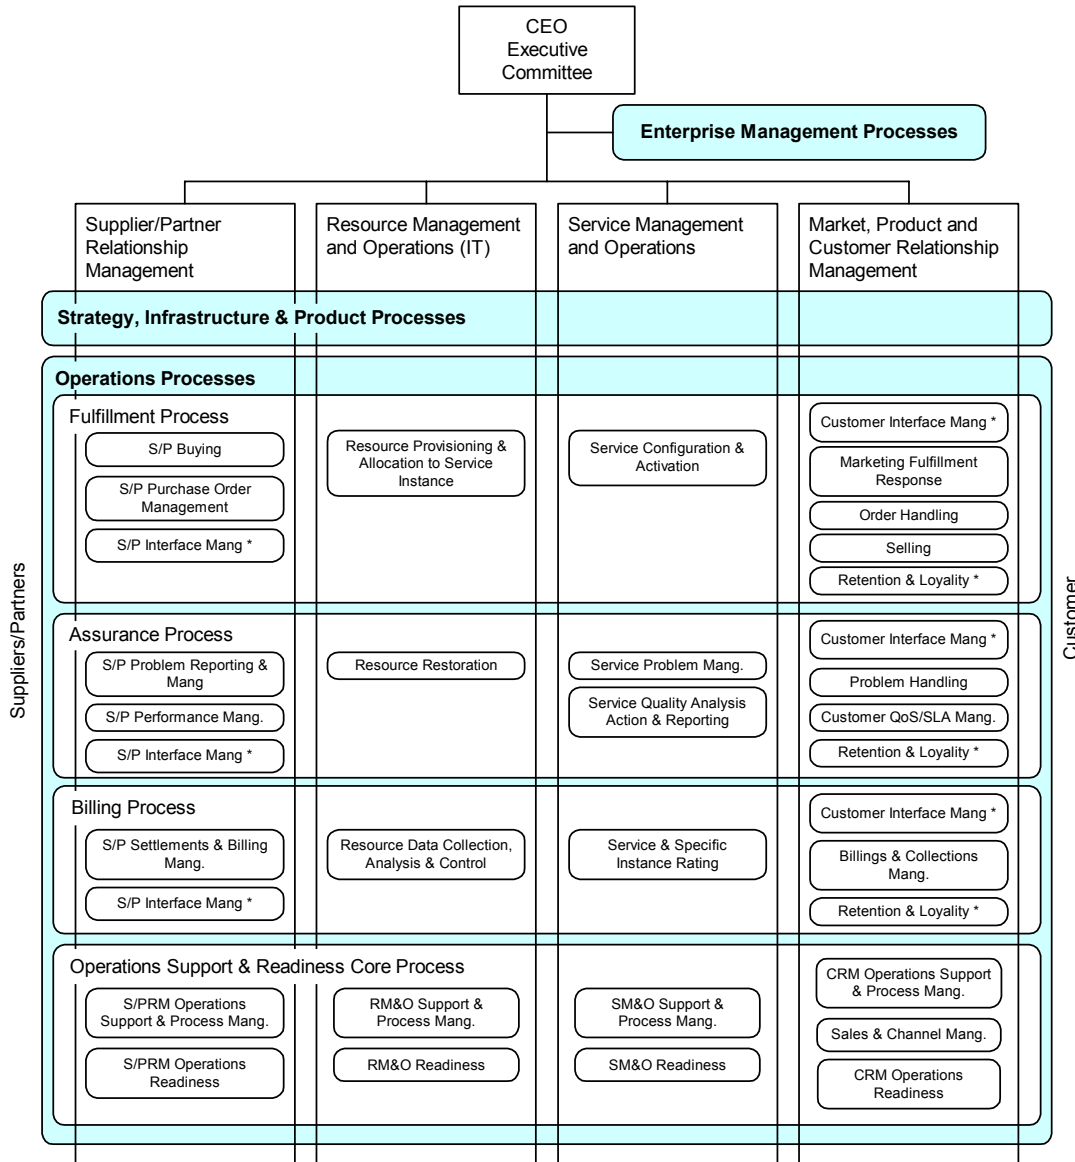 CEO
Executive
Committee
Enterprise Management Processes
Supplier/Partner
Relationship
Management
Resource Management
and Operations (IT)
Service Management
and Operations
Market, Product and
Customer Relationship
Management
Strategy, Infrastructure & Product Processes
Operations Processes
Fulfillment Process
S/P Buying
S/P Purchase Order
Management
S/P Interface Mang *
Resource Provisioning &
Allocation to Service
Instance
Service Configuration &
Activation
Customer Interface Mang *
Marketing Fulfillment
Response
Order Handling
Selling
Retention & Loyality *
Suppliers/Partners
Customer
Assurance Process
S/P Problem Reporting &
Mang
S/P Performance Mang.
S/P Interface Mang *
Resource Restoration
Service Problem Mang.
Service Quality Analysis
Action & Reporting
Customer Interface Mang *
Problem Handling
Customer QoS/SLA Mang.
Retention & Loyality *
Billing Process
S/P Settlements & Billing
Mang.
S/P Interface Mang *
Resource Data Collection,
Analysis & Control
Service & Specific
Instance Rating
Customer Interface Mang *
Billings & Collections
Mang.
Retention & Loyality *
Operations Support & Readiness Core Process
S/PRM Operations
Support & Process Mang.
S/PRM Operations
Readiness
RM&O Support &
Process Mang.
RM&O Readiness
SM&O Support &
Process Mang.
SM&O Readiness
CRM Operations Support
& Process Mang.
Sales & Channel Mang.
CRM Operations
Readiness